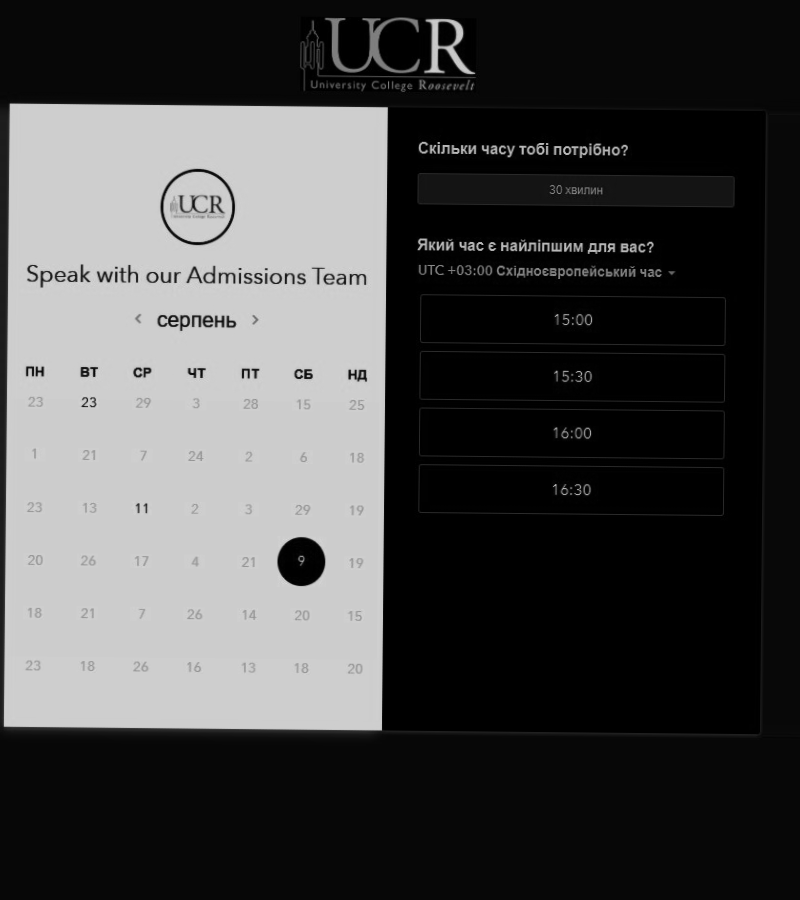 UCR
University College Roosevelt
UCR
University College Roosevelt
Speak with our Admissions Team
серпень
ПН ВТ СР ЧТ ПТ СБ НД
23 23 29 3 28 15 25
1 21 7 24 2 6 18
23 13 11 2 3 29 19
20 26 17 4 21 9 19
18 21 7 26 14 20 15
23 18 26 16 13 18 20
Скільки часу тобі потрібно?
30 хвилин
Який час є найліпшим для вас?
UTC +03:00 Східноєвропейський час
15:00
15:30
16:00
16:30